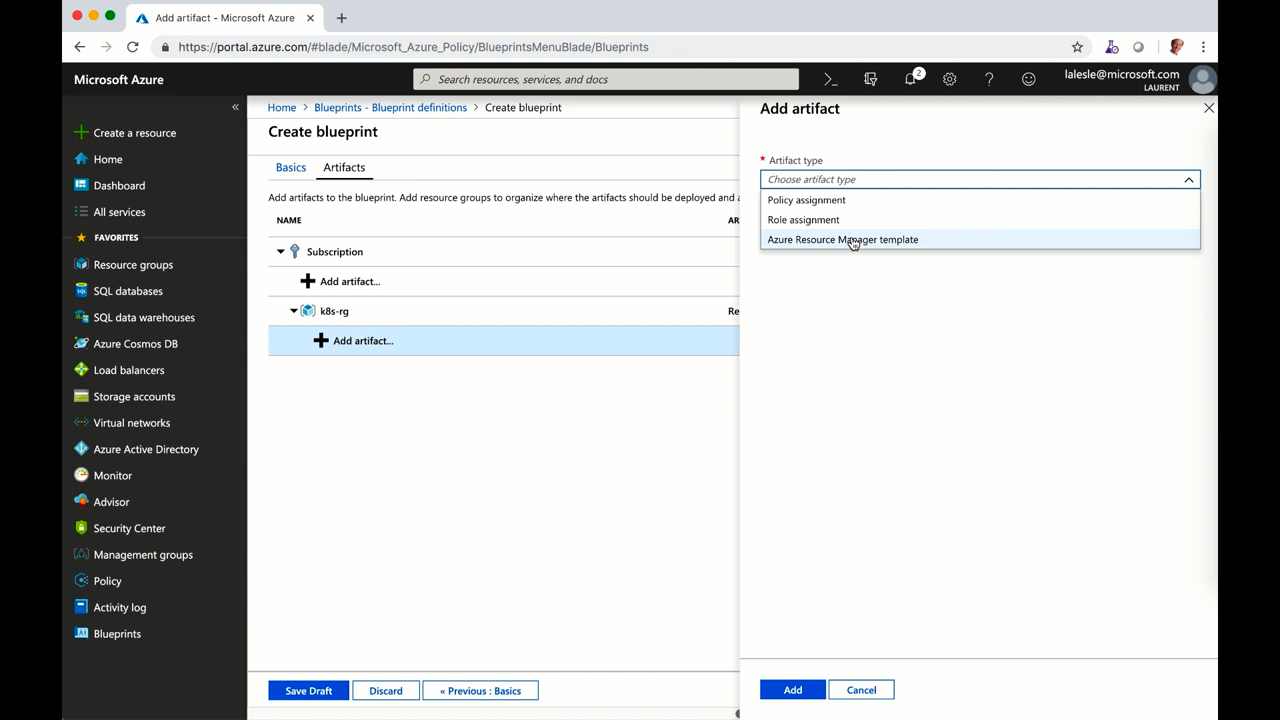 Add artifact - Microsoft Azure
https://portal.azure.com/#blade/Microsoft_Azure_Policy/BlueprintsMenuBlade/Blueprints
Microsoft Azure
Search resources, services, and docs
2
lalesle@microsoft.com
LAURENT
Create a resource
Home
Dashboard
All services
FAVORITES
Resource groups
SQL databases
SQL data warehouses
Azure Cosmos DB
Load balancers
Storage accounts
Virtual networks
Azure Active Directory
Monitor
Advisor
Security Center
Management groups
Policy
Activity log
Blueprints
Home > Blueprints - Blueprint definitions > Create blueprint
Create blueprint
Basics
Artifacts
Add artifacts to the blueprint. Add resource groups to organize where the artifacts should be deployed and a
NAME
AR
Subscription
Add artifact...
k8s-rg
Re
Add artifact...
Save Draft
Discard
« Previous : Basics
Add artifact
* Artifact type
Choose artifact type
Policy assignment
Role assignment
Azure Resource Manager template
Add
Cancel